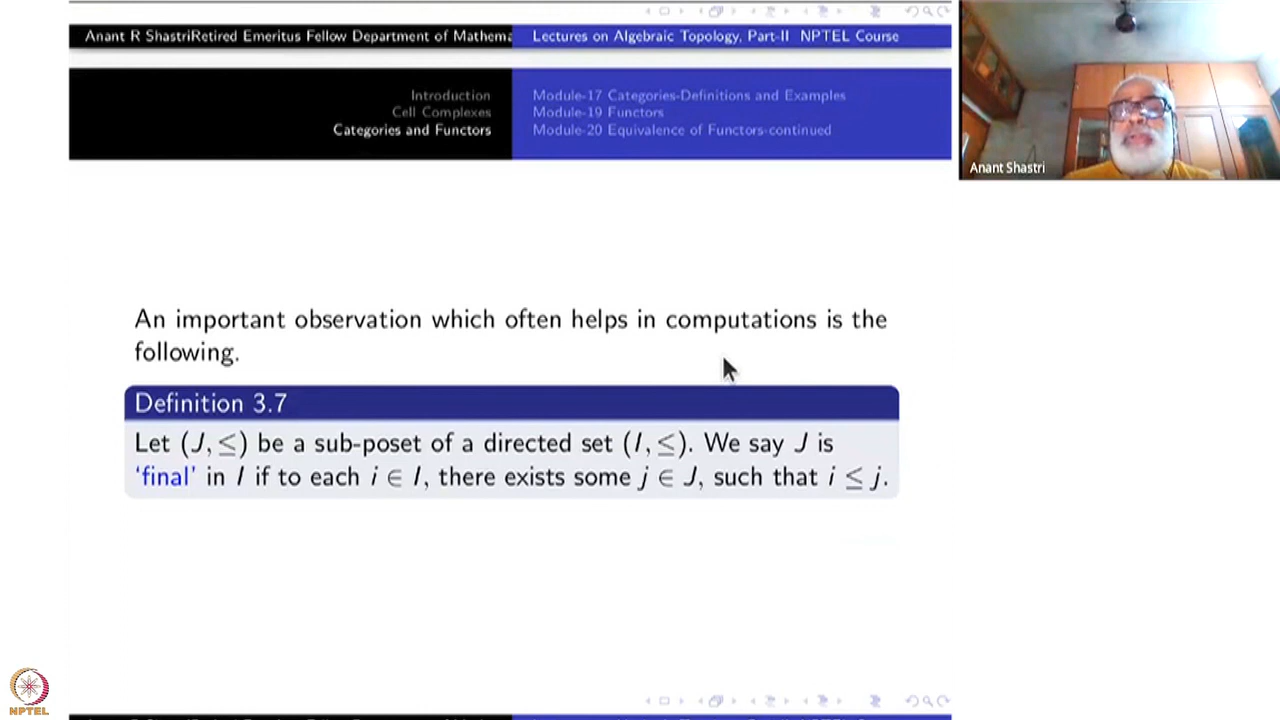 Anant R ShastriRetired Emeritus Fellow Department of Mathema
Lectures on Algebraic Topology, Part-II NPTEL Course
Introduction
Cell Complexes
Categories and Functors
Module-17 Categories-Definitions and Examples
Module-19 Functors
Module-20 Equivalence of Functors-continued
Anant Shastri
An important observation which often helps in computations is the
following.
Definition 3.7
Let (J, ≤) be a sub-poset of a directed set (I, ≤). We say J is
‘final’ in I if to each i ∈ I, there exists some j ∈ J, such that i ≤ j.
NPTEL